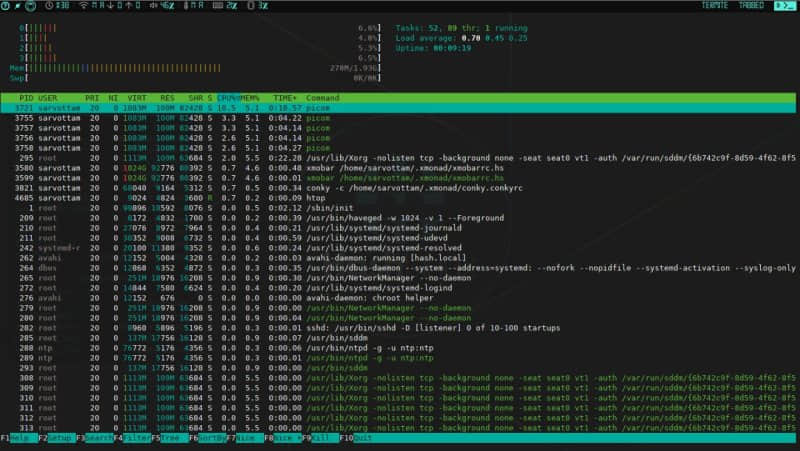 :38 MA 0 0 46% MA 2% 3% TERMITE TABBED
0[||||||| 6.6%] Tasks: 52, 89 thr; 1 running
1[|||| 4.0%] Load average: 0.70 0.45 0.25
2[||||| 5.3%] Uptime: 00:09:19
3[|||||| 6.5%]
Mem[ 270M/1.93G]
Swp[ 0K/0K]
PID USER PRI NI VIRT RES SHR S CPU% MEM% TIME+ Command
3721 sarvottam 20 0 1083M 109M 82428 S 18.5 5.1 0:18.57 picom
3755 sarvottam 20 0 1083M 109M 82428 S 3.3 5.1 0:04.22 picom
3757 sarvottam 20 0 1083M 109M 82428 S 3.3 5.1 0:04.14 picom
3756 sarvottam 20 0 1083M 109M 82428 S 2.6 5.1 0:04.14 picom
3758 sarvottam 20 0 1083M 109M 82428 S 2.6 5.1 0:04.27 picom
295 root 20 0 1113M 109M 63684 S 2.0 5.5 0:22.28 /usr/lib/Xorg -nolisten tcp -background none -seat seat0 vt1 -auth /var/run/sddm/{6b742c9f-8d59-4f62-8f5
3580 sarvottam 20 0 1024G 92776 80392 S 0.7 4.6 0:00.48 xmobar /home/sarvottam/.xmonad/xmobarrc.hs
3599 sarvottam 20 0 1024G 92776 80392 S 0.7 4.6 0:00.01 xmobar /home/sarvottam/.xmonad/xmobarrc.hs
3821 sarvottam 20 0 68040 9164 5312 S 0.7 0.5 0:00.34 conky -c /home/sarvottam/.xmonad/conky.conkyrc
4685 sarvottam 20 0 9024 4824 3600 R 0.7 0.2 0:00.09 htop
1 root 20 0 99896 10592 8076 S 0.0 0.5 0:02.12 /sbin/init
209 root 20 0 8172 4832 1700 S 0.0 0.2 0:00.39 /usr/bin/haveged -w 1024 -v 1 --Foreground
210 root 20 0 27076 8972 7964 S 0.0 0.4 0:00.21 /usr/lib/systemd/systemd-journald
211 root 20 0 30352 9008 6732 S 0.0 0.4 0:00.59 /usr/lib/systemd/systemd-udevd
242 systemd-r 20 0 20100 11380 9352 S 0.0 0.6 0:00.24 /usr/lib/systemd/systemd-resolved
262 avahi 20 0 12152 5004 4328 S 0.0 0.2 0:00.03 avahi-daemon: running [hash.local]
264 dbus 20 0 12868 5352 4872 S 0.0 0.3 0:00.35 /usr/bin/dbus-daemon --system --address=systemd: --nofork --nopidfile --systemd-activation --syslog-only
265 root 20 0 251M 18976 16208 S 0.0 0.9 0:00.30 /usr/bin/NetworkManager --no-daemon
272 root 20 0 14844 7580 6624 S 0.0 0.4 0:00.20 /usr/lib/systemd/systemd-logind
276 avahi 20 0 12152 676 0 S 0.0 0.0 0:00.00 avahi-daemon: chroot helper
279 root 20 0 251M 18976 16208 S 0.0 0.9 0:00.00 /usr/bin/NetworkManager --no-daemon
280 root 20 0 251M 18976 16208 S 0.0 0.9 0:00.04 /usr/bin/NetworkManager --no-daemon
282 root 20 0 8960 5896 5196 S 0.0 0.3 0:00.01 sshd: /usr/bin/sshd -D [listener] 0 of 10-100 startups
285 root 20 0 137M 17756 16128 S 0.0 0.9 0:00.07 /usr/bin/sddm
288 ntp 20 0 76772 5176 4356 S 0.0 0.3 0:00.06 /usr/bin/ntpd -g -u ntp:ntp
289 ntp 20 0 76772 5176 4356 S 0.0 0.3 0:00.01 /usr/bin/ntpd -g -u ntp:ntp
293 root 20 0 137M 17756 16128 S 0.0 0.9 0:00.00 /usr/bin/sddm
308 root 20 0 1113M 109M 63684 S 0.0 5.5 0:00.00 /usr/lib/Xorg -nolisten tcp -background none -seat seat0 vt1 -auth /var/run/sddm/{6b742c9f-8d59-4f62-8f5
309 root 20 0 1113M 109M 63684 S 0.0 5.5 0:00.00 /usr/lib/Xorg -nolisten tcp -background none -seat seat0 vt1 -auth /var/run/sddm/{6b742c9f-8d59-4f62-8f5
310 root 20 0 1113M 109M 63684 S 0.0 5.5 0:00.00 /usr/lib/Xorg -nolisten tcp -background none -seat seat0 vt1 -auth /var/run/sddm/{6b742c9f-8d59-4f62-8f5
311 root 20 0 1113M 109M 63684 S 0.0 5.5 0:00.00 /usr/lib/Xorg -nolisten tcp -background none -seat seat0 vt1 -auth /var/run/sddm/{6b742c9f-8d59-4f62-8f5
312 root 20 0 1113M 109M 63684 S 0.0 5.5 0:00.00 /usr/lib/Xorg -nolisten tcp -background none -seat seat0 vt1 -auth /var/run/sddm/{6b742c9f-8d59-4f62-8f5
313 root 20 0 1113M 109M 63684 S 0.0 5.5 0:00.00 /usr/lib/Xorg -nolisten tcp -background none -seat seat0 vt1 -auth /var/run/sddm/{6b742c9f-8d59-4f62-8f5
F1Help F2Setup F3Search F4Filter F5Tree F6SortBy F7Nice - F8Nice + F9Kill F10Quit